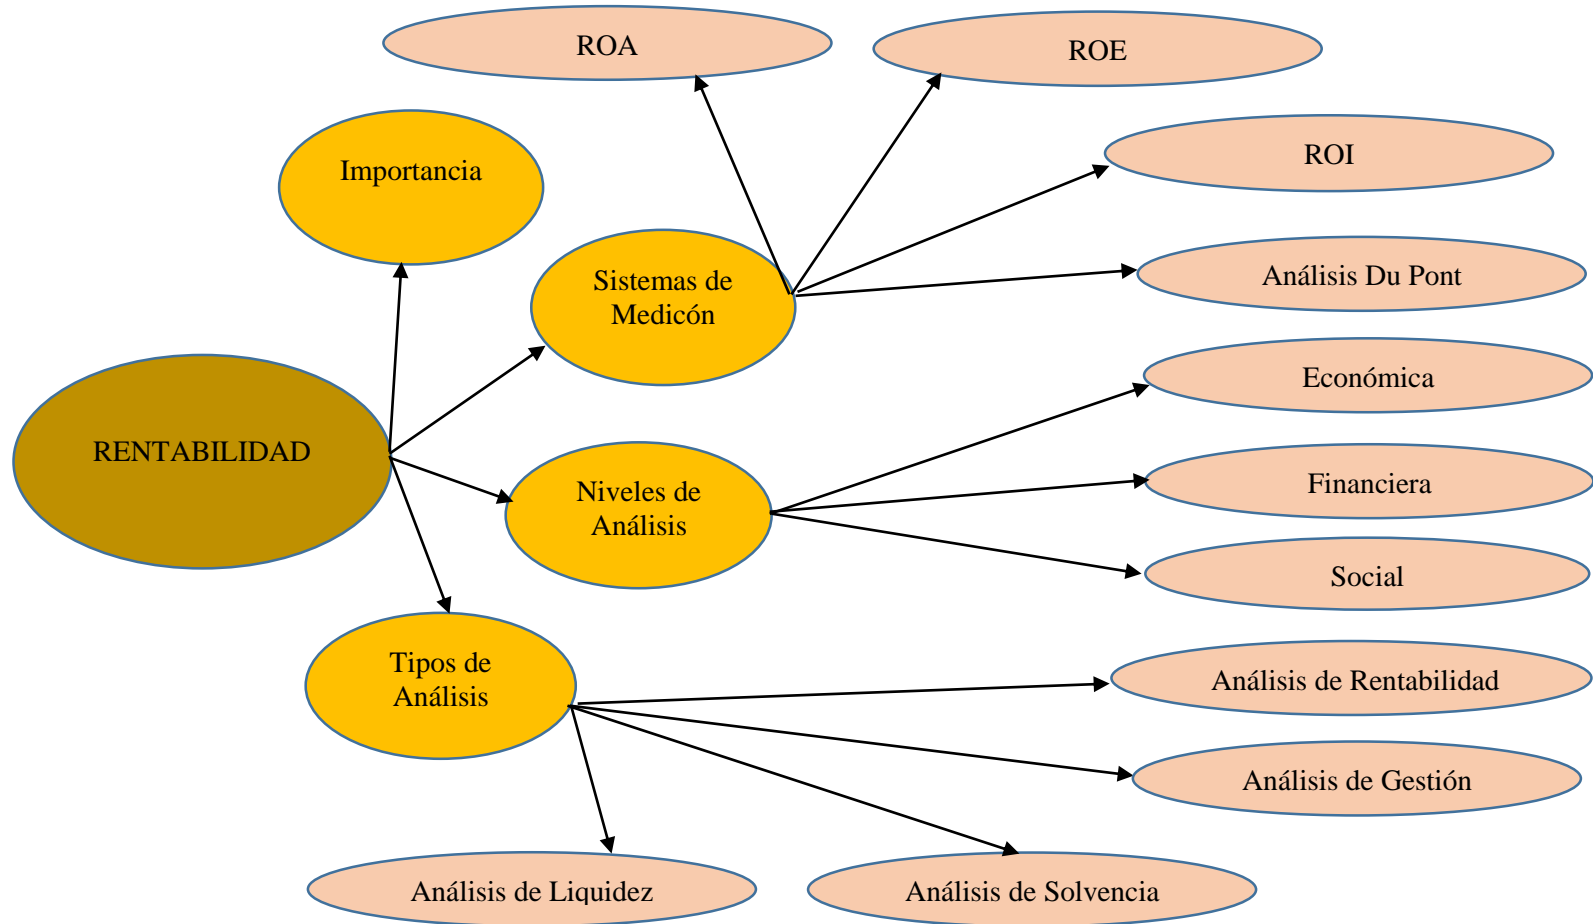 ROA
ROE
Importancia
ROI
Sistemas de
Medicón
Análisis Du Pont
Económica
RENTABILIDAD
Niveles de
Análisis
Financiera
Social
Tipos de
Análisis
Análisis de Rentabilidad
Análisis de Gestión
Análisis de Liquidez
Análisis de Solvencia